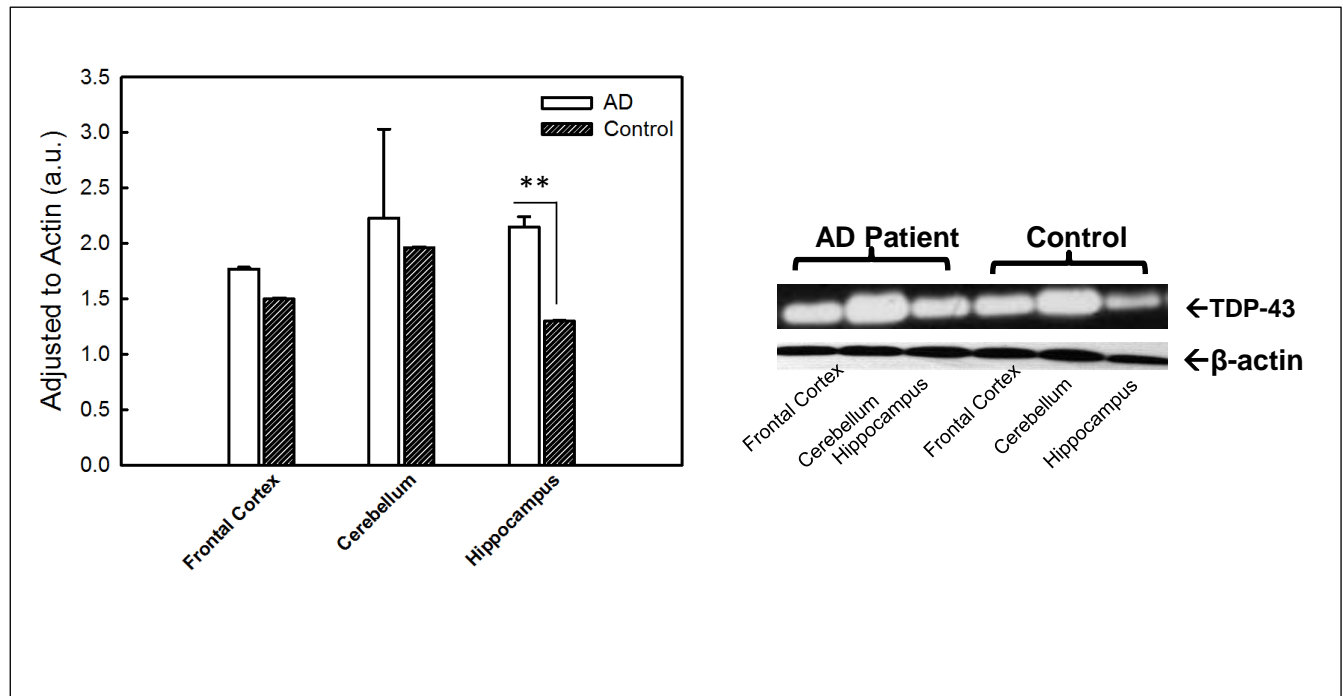 3.5
3.0
2.5
2.0
1.5
1.0
0.5
0.0
Adjusted to Actin (a.u.)
AD
Control
**
Frontal Cortex
Cerebellum
Hippocampus
AD Patient
Control
←TDP-43
←β-actin
Frontal Cortex
Cerebellum
Hippocampus
Frontal Cortex
Cerebellum
Hippocampus